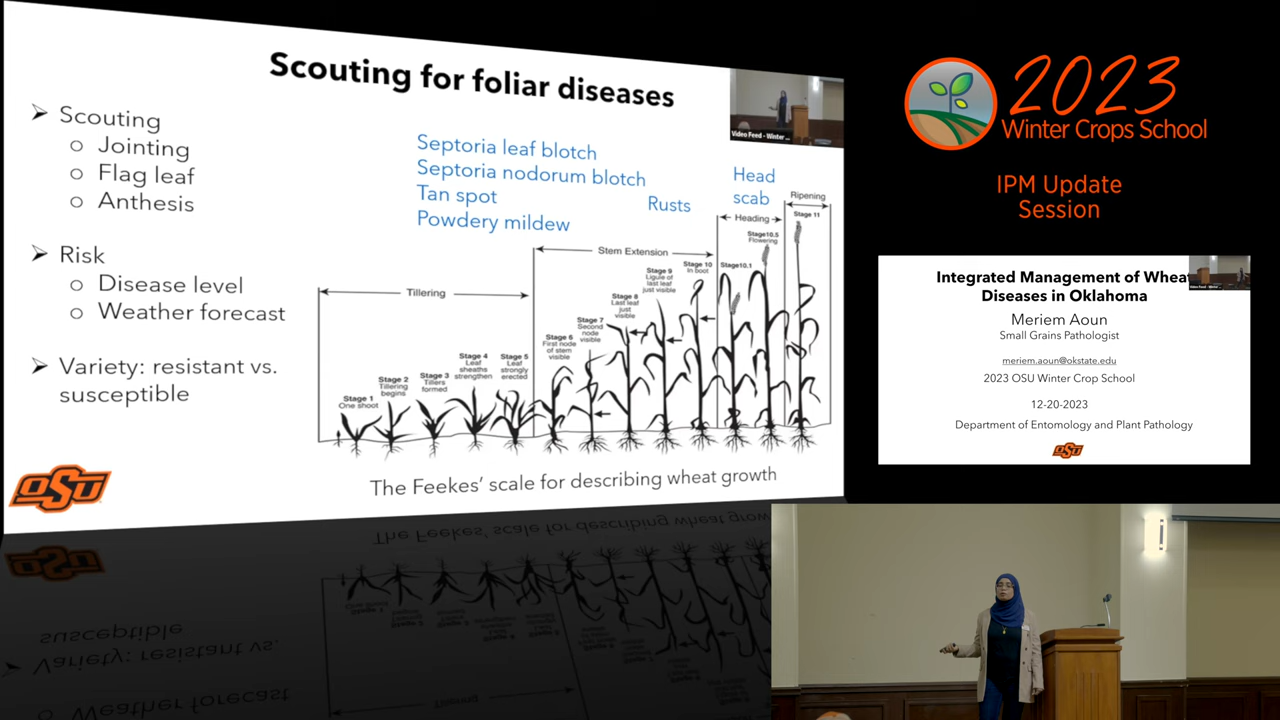 Scouting for foliar diseases
➤ Scouting
○ Jointing
○ Flag leaf
○ Anthesis
➤ Risk
○ Disease level
○ Weather forecast
➤ Variety: resistant vs.
susceptible
Septoria leaf blotch
Septoria nodorum blotch
Tan spot
Powdery mildew
Rusts
Head
scab
Video Feed - Winter ...
Tillering
Stem Extension
Heading
Ripening
Stage 1
One shoot
Stage 2
Tillering
begins
Stage 3
Tillers
formed
Stage 4
Leaf
sheaths
strengthen
Stage 5
Leaf
strongly
erected
Stage 6
First node
of stem
visible
Stage 7
Second
node
visible
Stage 8
Last leaf
just
visible
Stage 9
Ligule of
last leaf
just visible
Stage 10
In boot
Stage10.1
Stage10.5
Flowering
Stage 11
The Feekes' scale for describing wheat growth
OSU
2023
Winter Crops School
IPM Update
Session
Integrated Management of Wheat
Diseases in Oklahoma
Meriem Aoun
Small Grains Pathologist
meriem.aoun@okstate.edu
2023 OSU Winter Crop School
12-20-2023
Department of Entomology and Plant Pathology
OSU